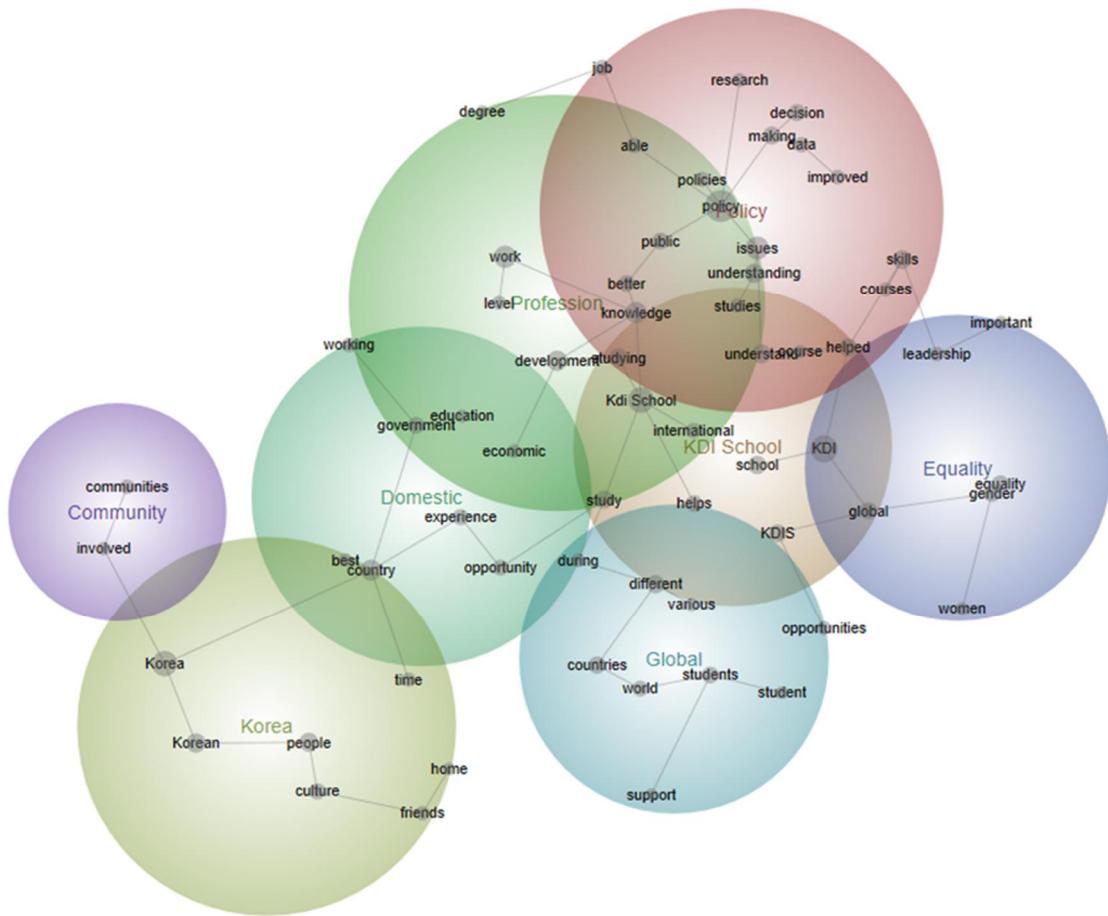 job
research
degree
decision
making
data
able
policies
improved
policy
Policy
public
issues
work
skills
understanding
better
courses
level
Profession
studies
knowledge
important
working
development
studying
understand
course
helped
leadership
Kdi School
education
government
international
KDI School
KDI
economic
school
Equality
communities
Domestic
equality
gender
Community
experience
study
helps
global
KDIS
involved
best
country
opportunity
during
different
various
women
opportunities
Korea
countries
Global
time
world
students
student
Korea
Korean
people
home
culture
support
friends